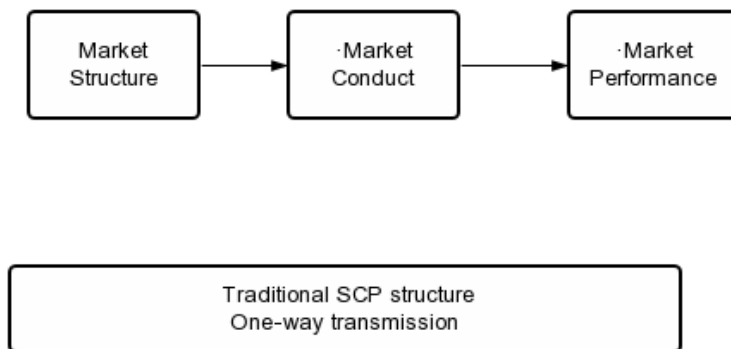 Market
Structure
·Market
Conduct
·Market
Performance
Traditional SCP structure
One-way transmission